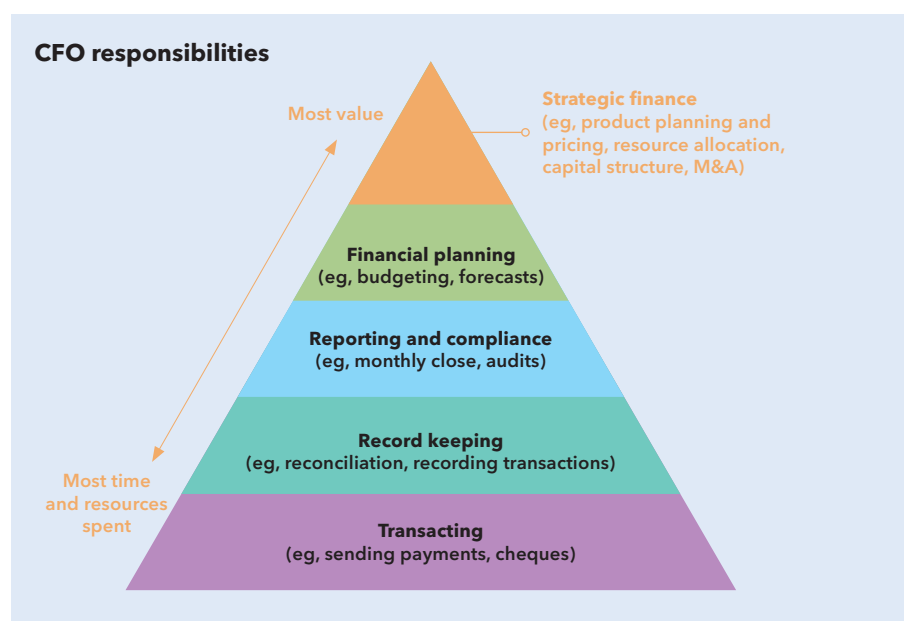 CFO responsibilities
Most value
Strategic finance
(eg, product planning and
pricing, resource allocation,
capital structure, M&A)
Financial planning
(eg, budgeting, forecasts)
Reporting and compliance
(eg, monthly close, audits)
Record keeping
(eg, reconciliation, recording transactions)
Most time
and resources
spent
Transacting
(eg, sending payments, cheques)